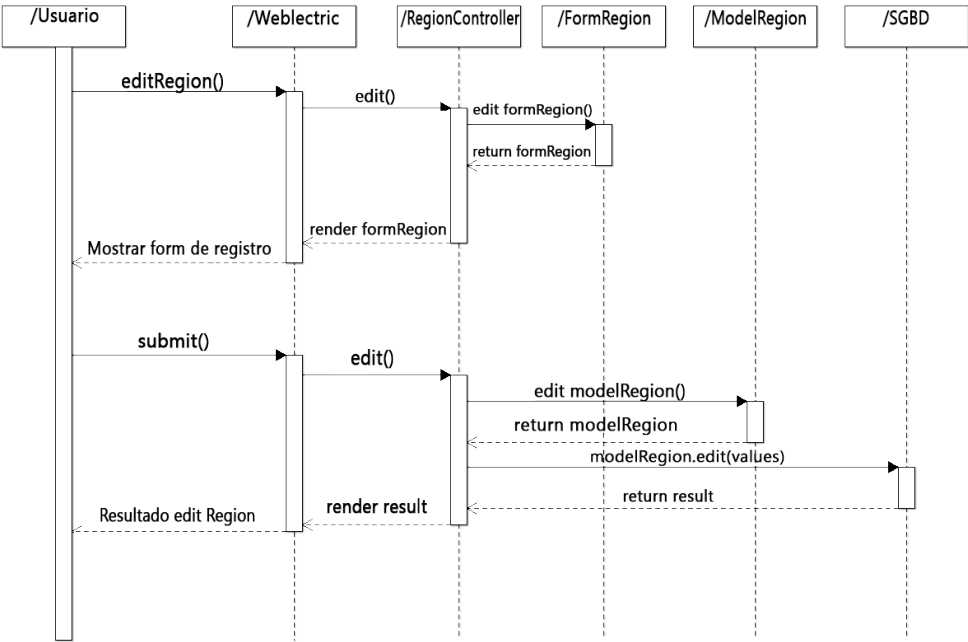 /Usuario
/Weblectric
/RegionController
/FormRegion
/ModelRegion
/SGBD
editRegion()
edit()
edit formRegion()
return formRegion
render formRegion
Mostrar form de registro
submit()
edit()
edit modelRegion()
return modelRegion
modelRegion.edit(values)
return result
render result
Resultado edit Region